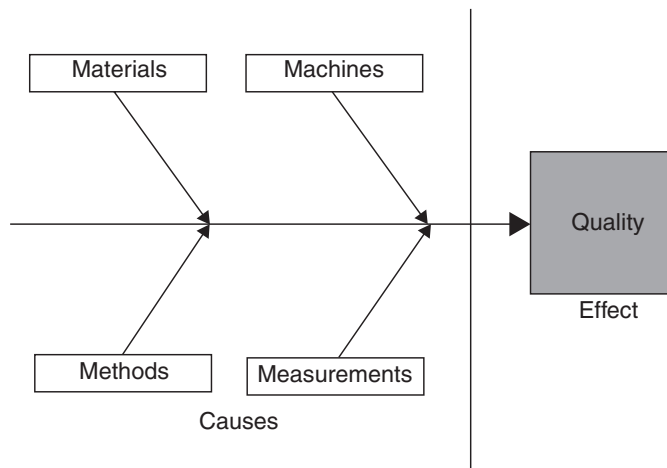 Materials
Machines
Quality
Effect
Methods
Measurements
Causes